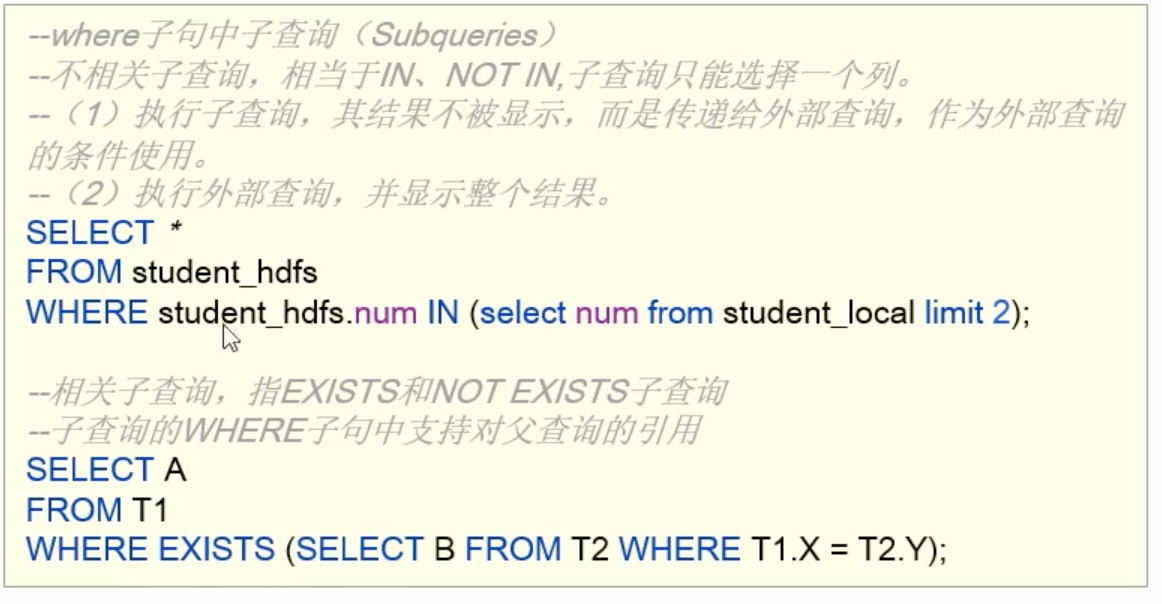 --where子句中子查询（Subqueries）
--不相关子查询，相当于IN、NOT IN,子查询只能选择一个列。
--（1）执行子查询，其结果不被显示，而是传递给外部查询，作为外部查询
的条件使用。
--（2）执行外部查询，并显示整个结果。
SELECT *
FROM student_hdfs
WHERE student_hdfs.num IN (select num from student_local limit 2);
--相关子查询，指EXISTS和NOT EXISTS子查询
--子查询的WHERE子句中支持对父查询的引用
SELECT A
FROM T1
WHERE EXISTS (SELECT B FROM T2 WHERE T1.X = T2.Y);